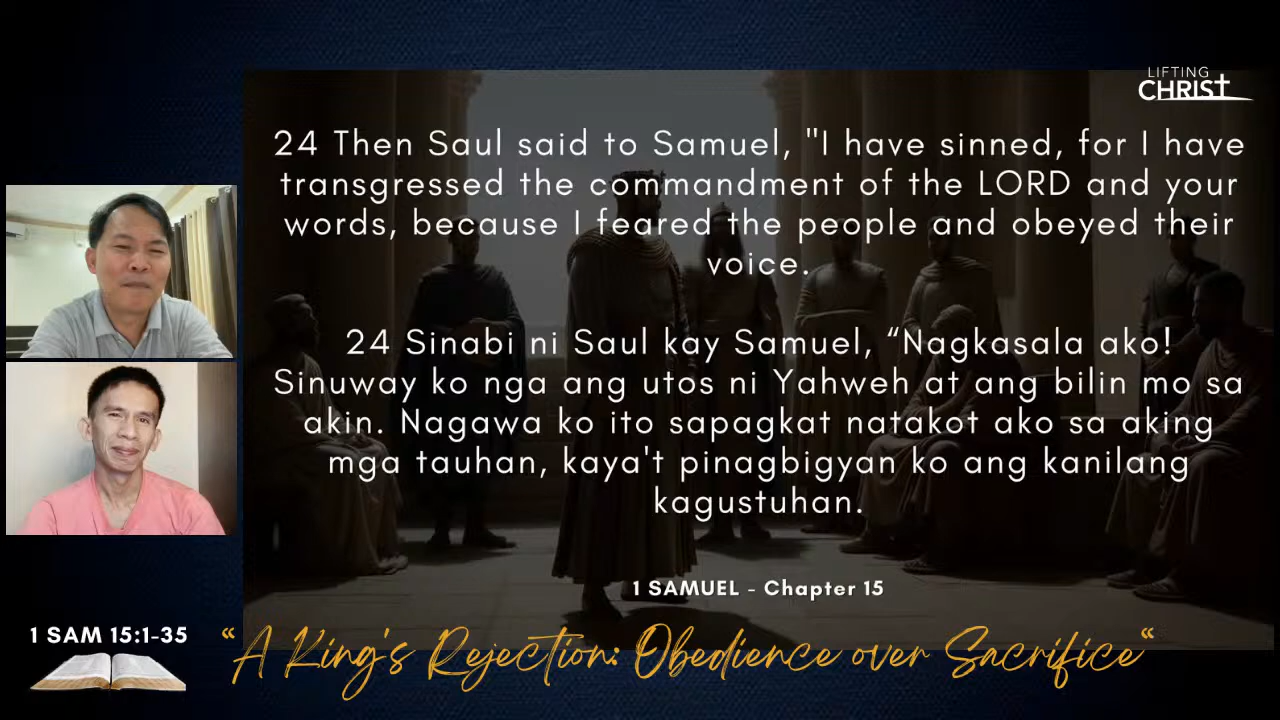 LIFTING
CHRIST
24 Then Saul said to Samuel, "I have sinned, for I have
transgressed the commandment of the LORD and your
words, because I feared the people and obeyed their
voice.
24 Sinabi ni Saul kay Samuel, “Nagkasala ako!
Sinuway ko nga ang utos ni Yahweh at ang bilin mo sa
akin. Nagawa ko ito sapagkat natakot ako sa aking
mga tauhan, kaya't pinagbigyan ko ang kanilang
kagustuhan.
1 SAMUEL - Chapter 15
1 SAM 15:1-35
“A King's Rejection: Obedience over Sacrifice“